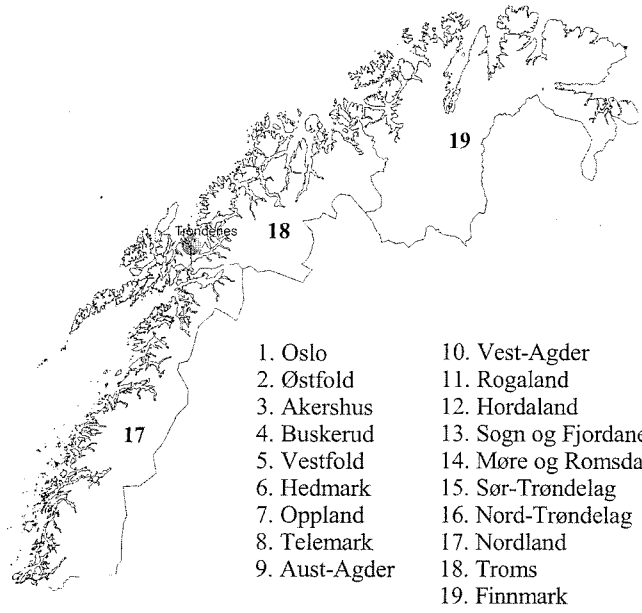 19
Trondenes
18
17
1. Oslo
2. Østfold
3. Akershus
4. Buskerud
5. Vestfold
6. Hedmark
7. Oppland
8. Telemark
9. Aust-Agder
10. Vest-Agder
11. Rogaland
12. Hordaland
13. Sogn og Fjordane
14. Møre og Romsda
15. Sør-Trøndelag
16. Nord-Trøndelag
17. Nordland
18. Troms
19. Finnmark